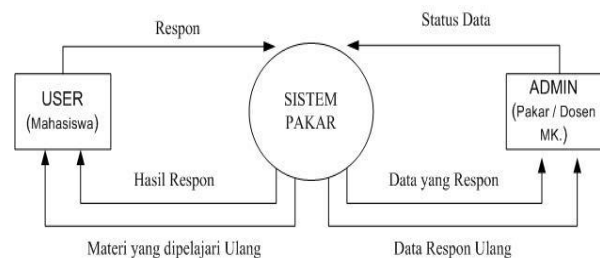 Respon
Status Data
USER
(Mahasiswa)
SISTEM
PAKAR
ADMIN
(Pakar / Dosen
MK.)
Hasil Respon
Data yang Respon
Materi yang dipelajari Ulang
Data Respon Ulang